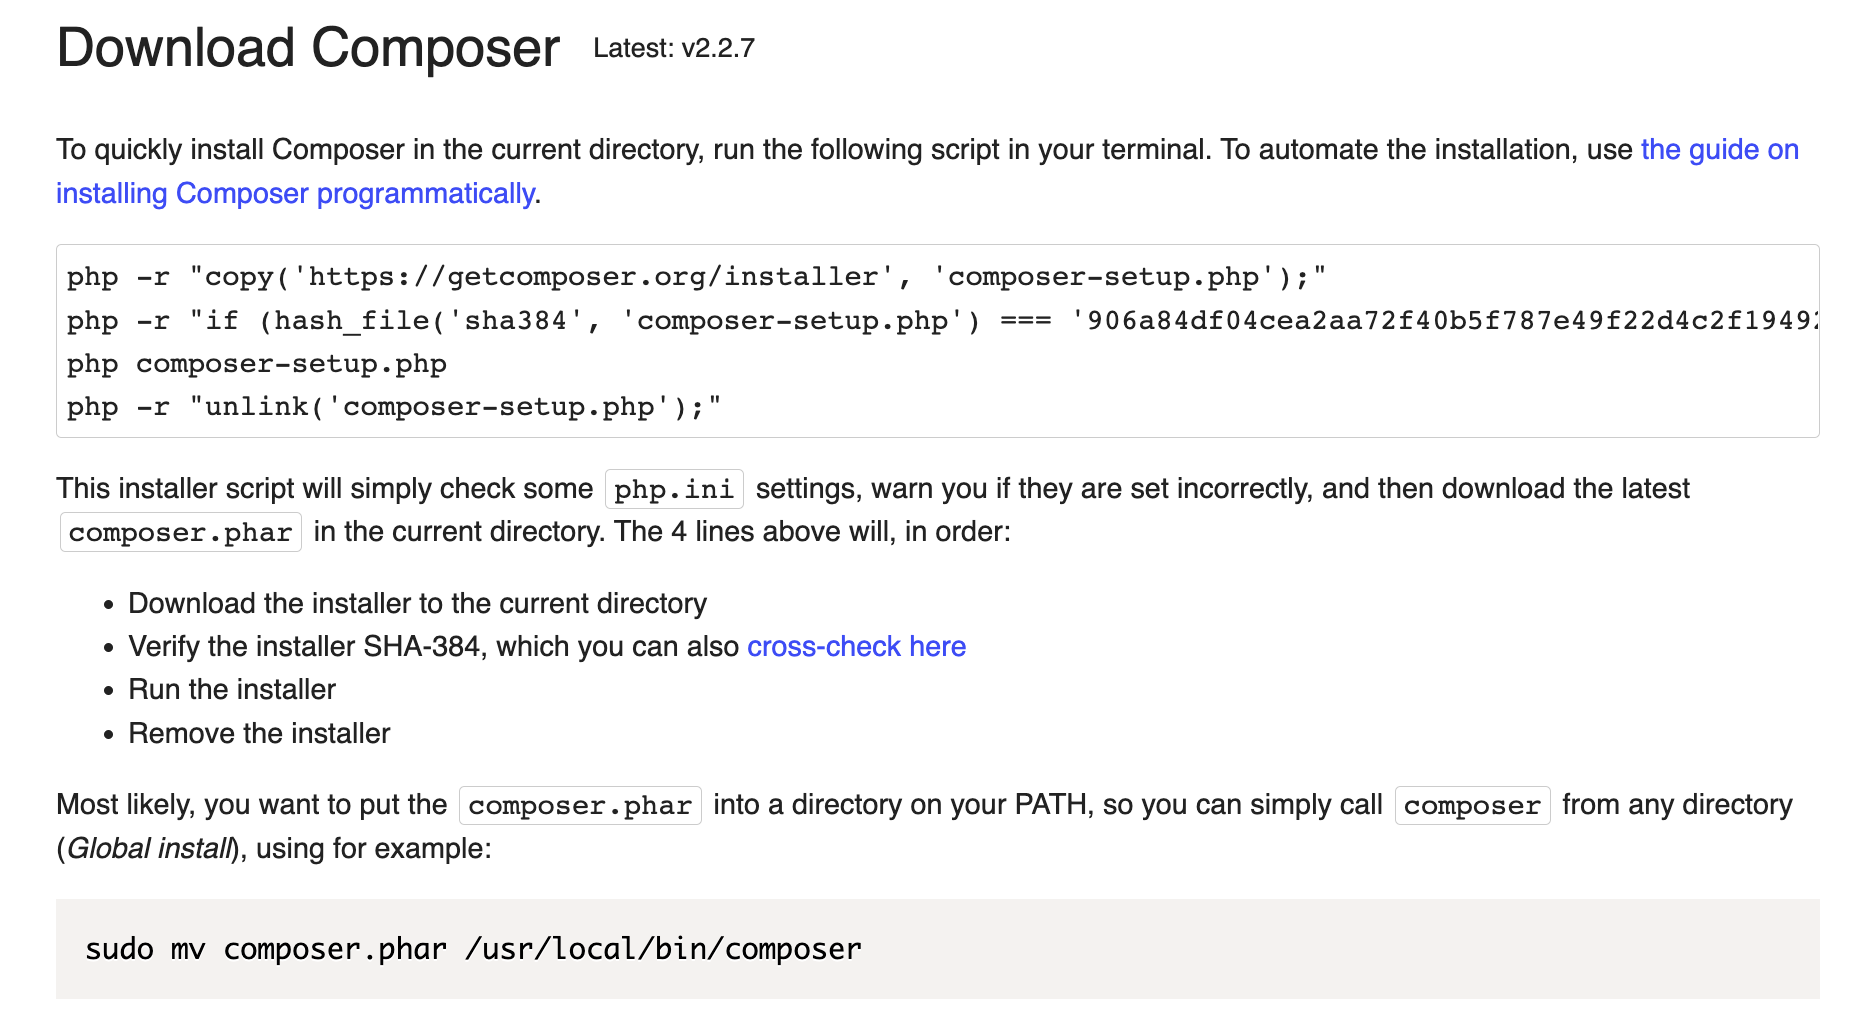 Download Composer Latest: v2.2.7
To quickly install Composer in the current directory, run the following script in your terminal. To automate the installation, use the guide on
installing Composer programmatically.
php -r "copy('https://getcomposer.org/installer', 'composer-setup.php');"
php -r "if (hash_file('sha384', 'composer-setup.php') === '906a84df04cea2aa72f40b5f787e49f22d4c2f19492
php composer-setup.php
php -r "unlink('composer-setup.php');"
This installer script will simply check some php.ini settings, warn you if they are set incorrectly, and then download the latest
composer.phar in the current directory. The 4 lines above will, in order:
• Download the installer to the current directory
• Verify the installer SHA-384, which you can also cross-check here
• Run the installer
• Remove the installer
Most likely, you want to put the composer.phar into a directory on your PATH, so you can simply call composer from any directory
(Global install), using for example:
sudo mv composer.phar /usr/local/bin/composer